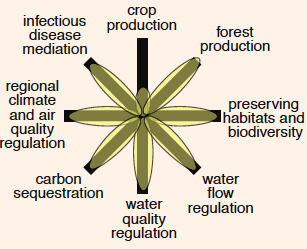 crop
production
forest
production
preserving
habitats and
biodiversity
water
flow
regulation
water
quality
regulation
carbon
sequestration
regional
climate
and air
quality
regulation
infectious
disease
mediation